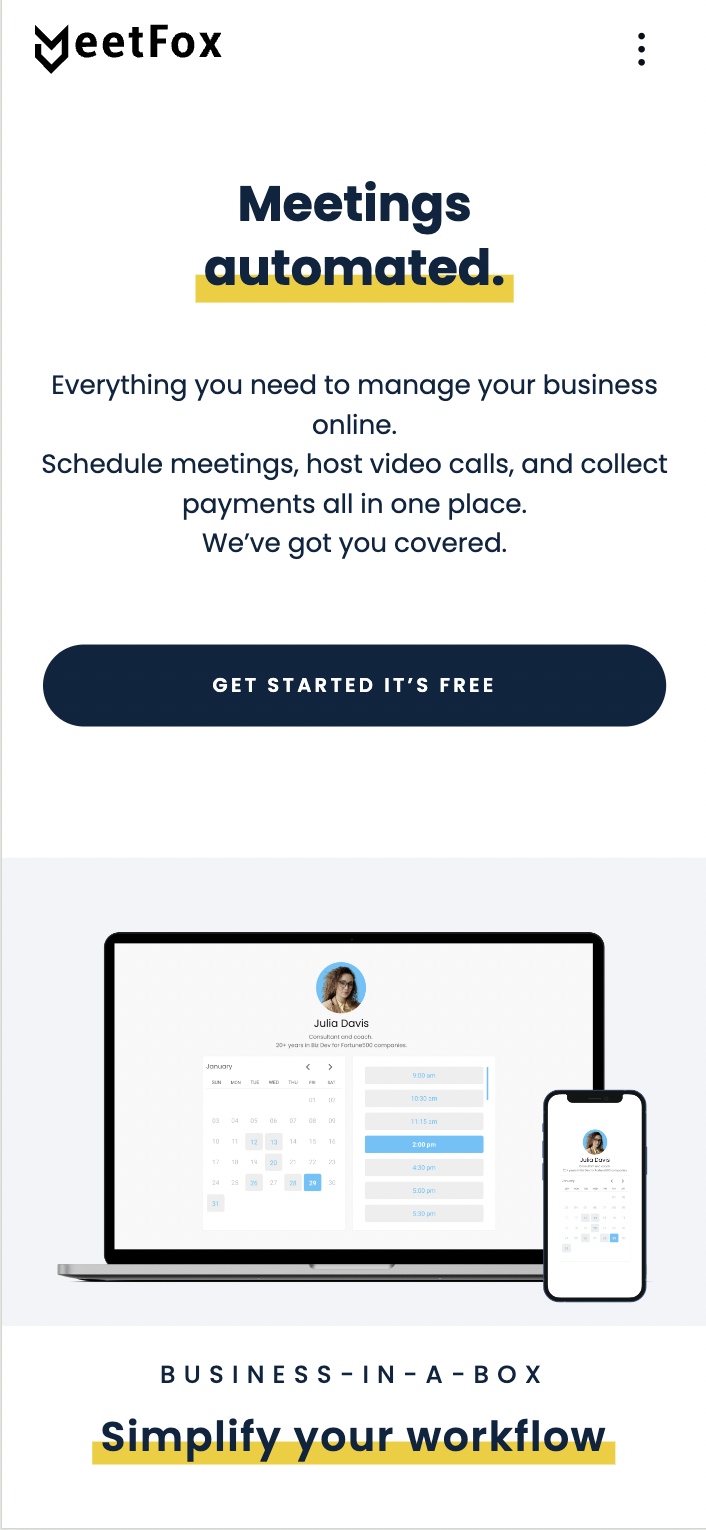 MeetFox
Meetings
automated.
Everything you need to manage your business
online.
Schedule meetings, host video calls, and collect
payments all in one place.
We’ve got you covered.
GET STARTED IT’S FREE
Julia Davis
Consultant and coach.
20+ years in Biz Dev for Fortune500 companies.
January
SUN MON TUE WED THU FRI SAT
01 02
03 04 05 06 07 08 09
10 11 12 13 14 15 16
17 18 19 20 21 22 23
24 25 26 27 28 29 30
31
9:00 am
10:30 am
11:15 am
2:00 pm
4:30 pm
5:00 pm
5:30 pm
Julia Davis
Consultant and coach.
January
BUSINESS-IN-A-BOX
Simplify your workflow